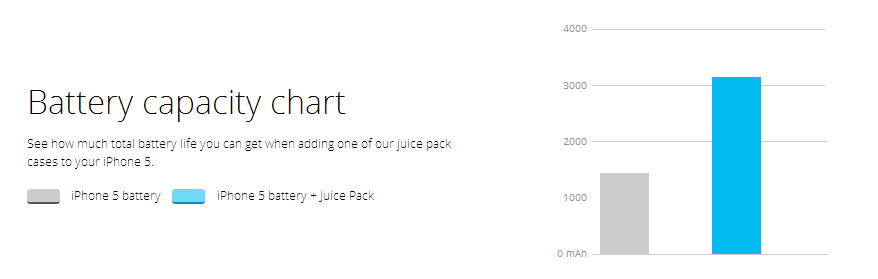 Battery capacity chart
See how much total battery life you can get when adding one of our juice pack
cases to your iPhone 5.
iPhone 5 battery
iPhone 5 battery + Juice Pack
4000
3000
2000
1000
0 mAh